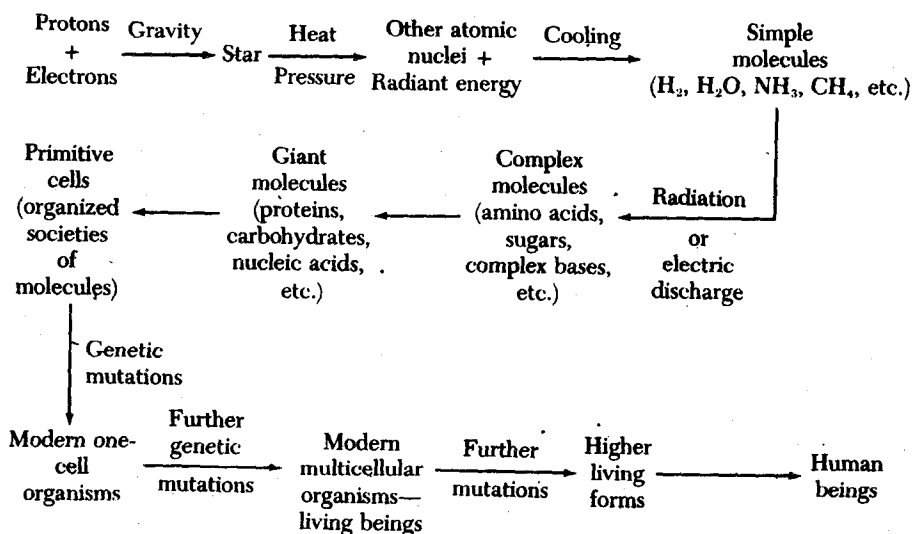 Protons
+
Electrons
Gravity
Star
Heat
Pressure
Other atomic
nuclei +
Radiant energy
Cooling
Simple
molecules
(H₂, H₂O, NH₃, CH₄, etc.)
Radiation
or
electric
discharge
Complex
molecules
(amino acids,
sugars,
complex bases,
etc.)
Giant
molecules
(proteins,
carbohydrates,
nucleic acids,
etc.)
Primitive
cells
(organized
societies
of
molecules)
Genetic
mutations
Modern one-
cell
organisms
Further
genetic
mutations
Modern
multicellular
organisms—
living beings
Further
mutations
Higher
living
forms
Human
beings